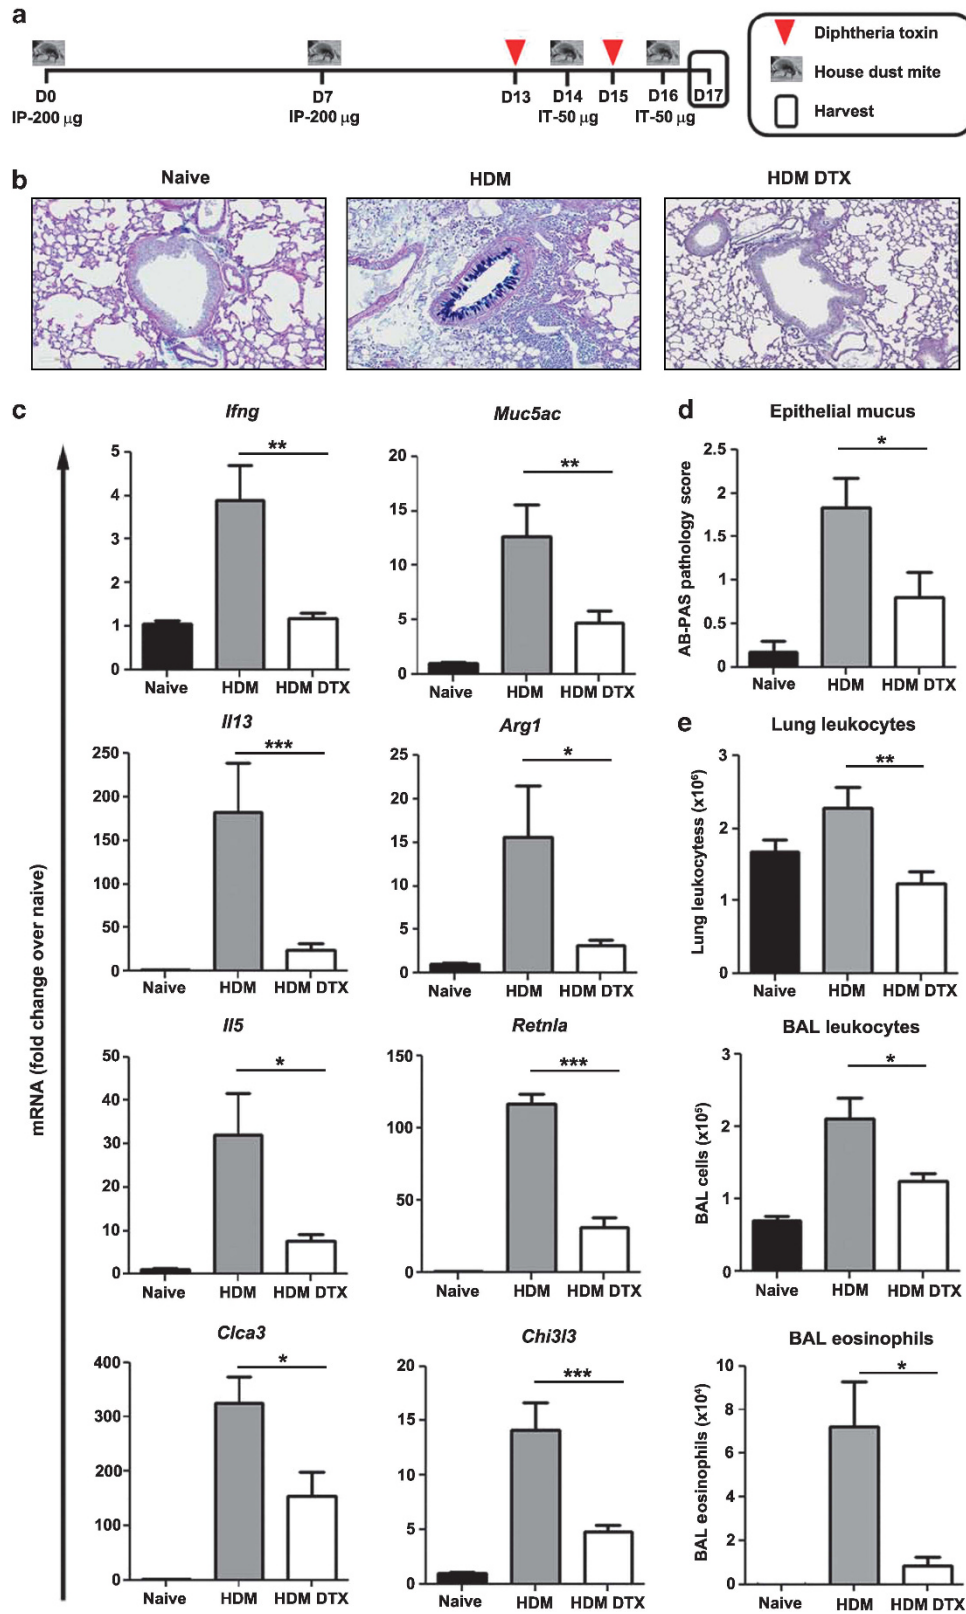 a
Diphtheria toxin
House dust mite
Harvest
D0 D7 D13 D14 D15 D16 D17
IP-200 µg IP-200 µg IT-50 µg IT-50 µg
b
Naive HDM HDM DTX
c
mRNA (fold change over naive)
Ifng
5
4
3
2
1
0
**
Naive HDM HDM DTX
Muc5ac
20
15
10
5
0
**
Naive HDM HDM DTX
Il13
250
200
150
100
50
0
***
Naive HDM HDM DTX
Arg1
25
20
15
10
5
0
*
Naive HDM HDM DTX
Il5
50
40
30
20
10
0
*
Naive HDM HDM DTX
Retnla
150
100
50
0
***
Naive HDM HDM DTX
Clca3
400
300
200
100
0
*
Naive HDM HDM DTX
Chi3l3
20
15
10
5
0
***
Naive HDM HDM DTX
d
Epithelial mucus
AB-PAS pathology score
2.5
2
1.5
1
0.5
0
*
Naive HDM HDM DTX
e
Lung leukocytes
Lung leukocytess (x10⁶)
3
2
1
0
**
Naive HDM HDM DTX
BAL leukocytes
BAL cells (x10⁵)
3
2
1
0
*
Naive HDM HDM DTX
BAL eosinophils
BAL eosinophils (x10⁴)
10
8
6
4
2
0
*
Naive HDM HDM DTX